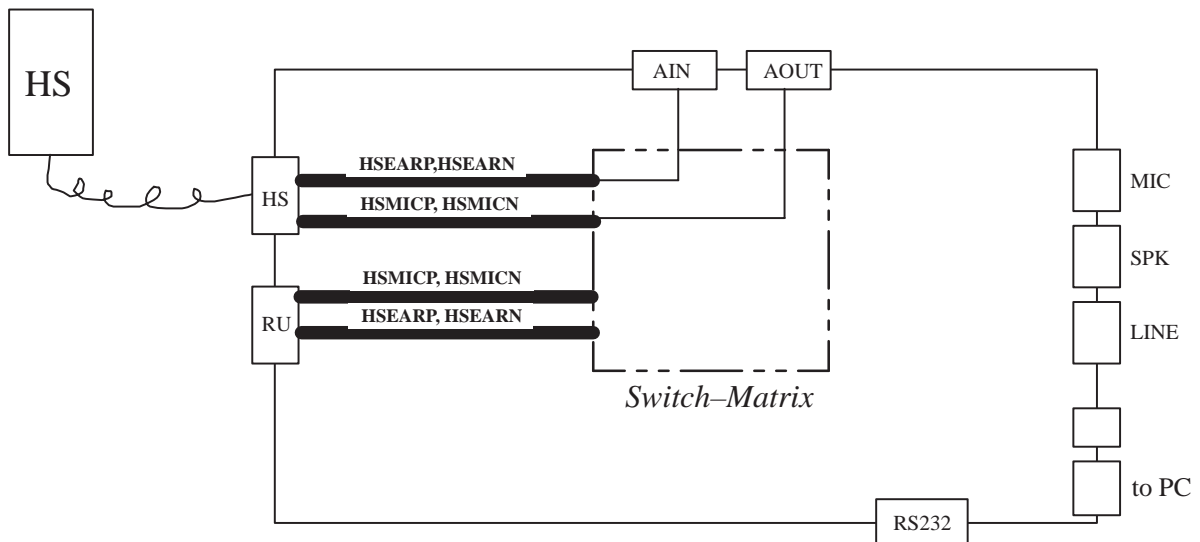 HS
AIN
AOUT
HSEARP,HSEARN
HS
HSMICP, HSMICN
MIC
SPK
HSMICP, HSMICN
RU
HSEARP, HSEARN
LINE
Switch–Matrix
to PC
RS232